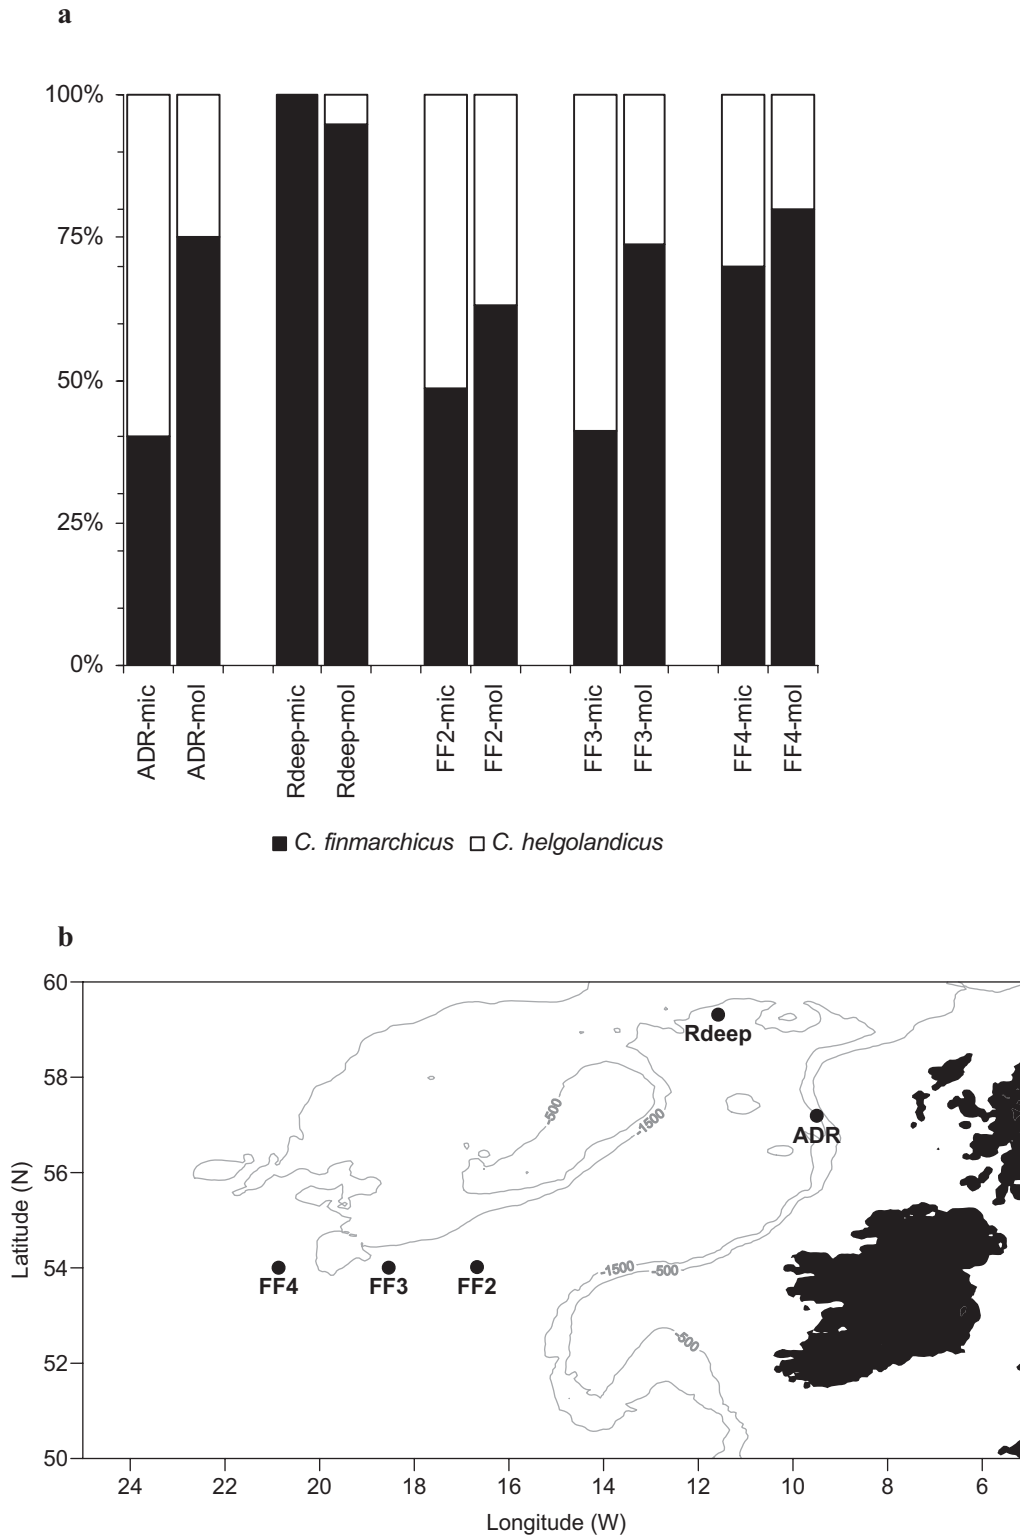 a
100%
75%
50%
25%
0%
ADR-mic
ADR-mol
Rdeep-mic
Rdeep-mol
FF2-mic
FF2-mol
FF3-mic
FF3-mol
FF4-mic
FF4-mol
C. finmarchicus C. helgolandicus
b
Latitude (N)
60
58
56
54
52
50
Rdeep
-500
-1500
ADR
-1500 -500
FF4 FF3 FF2
-500
24 22 20 18 16 14 12 10 8 6
Longitude (W)